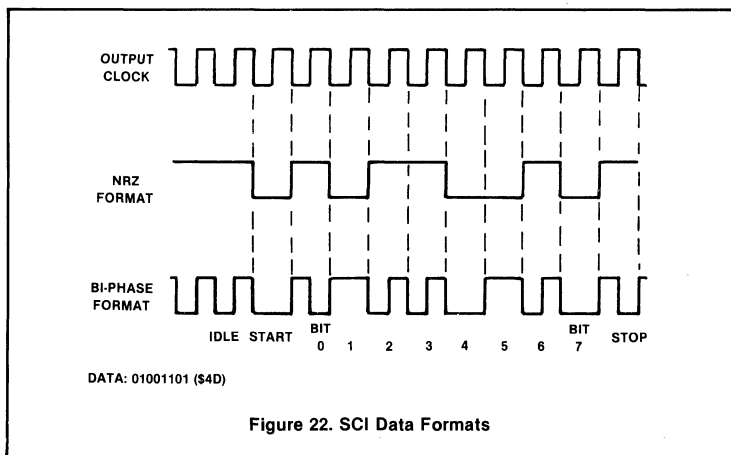 OUTPUT
CLOCK
NRZ
FORMAT
BI-PHASE
FORMAT
IDLE START BIT 0 1 2 3 4 5 6 BIT 7 STOP
DATA: 01001101 ($4D)
Figure 22. SCI Data Formats